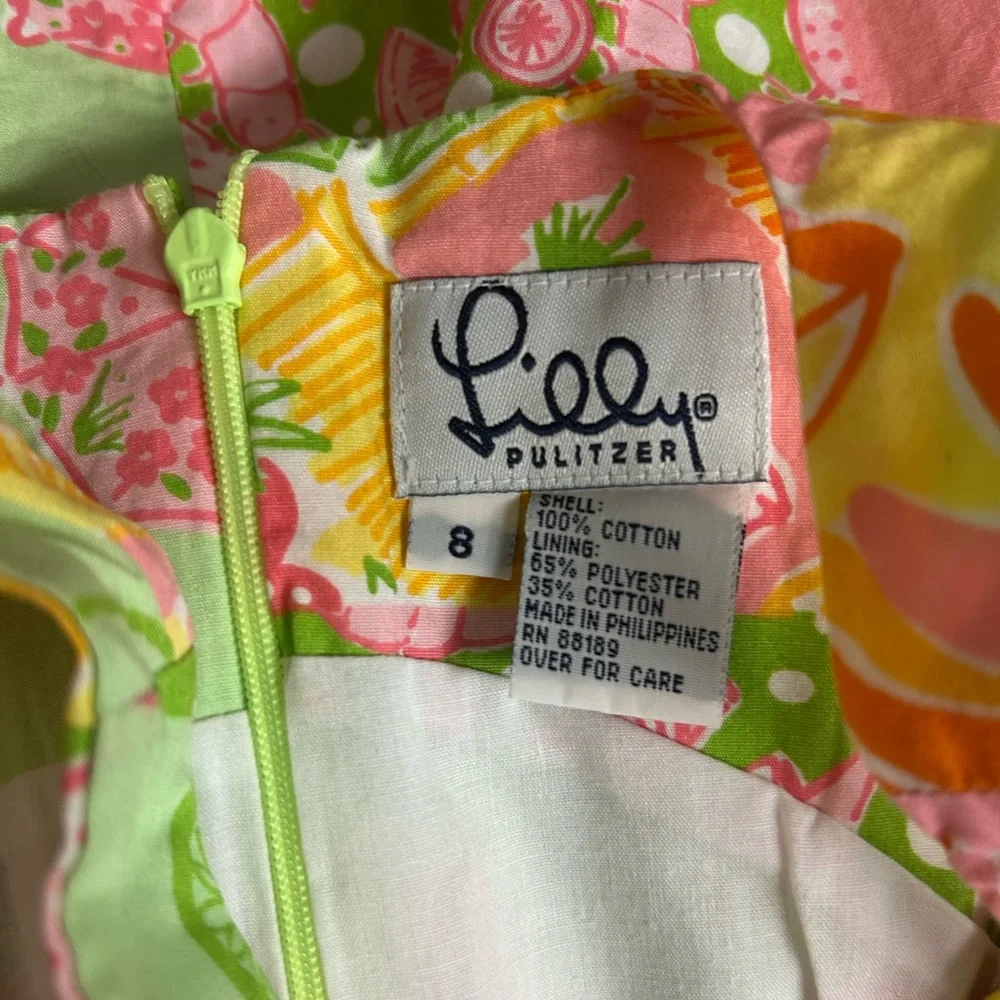 YKK
Lilly®
PULITZER
8
SHELL:
100% COTTON
LINING:
65% POLYESTER
35% COTTON
MADE IN PHILIPPINES
RN 88189
OVER FOR CARE